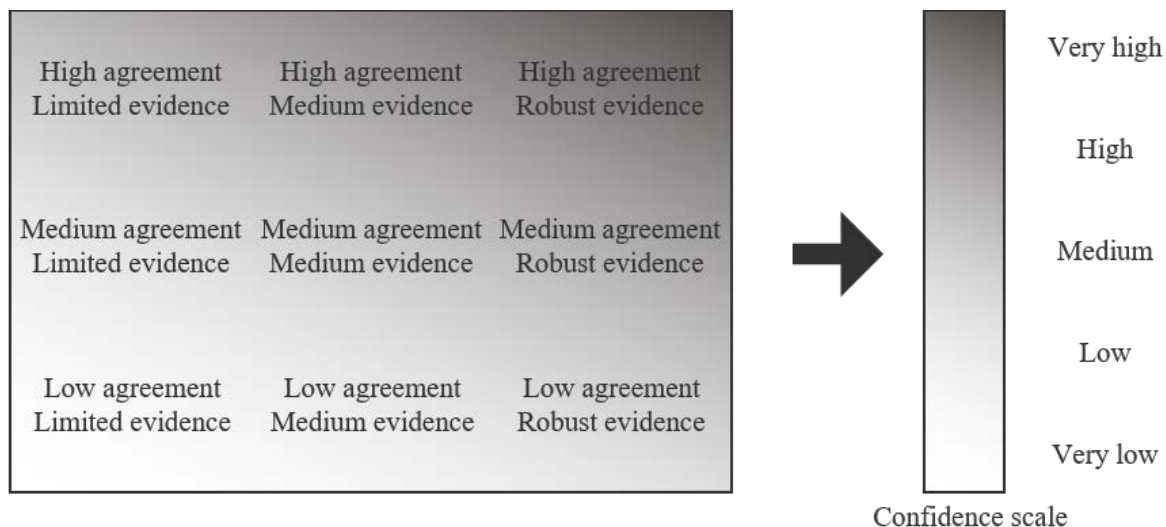 High agreement
Limited evidence
High agreement
Medium evidence
High agreement
Robust evidence
Medium agreement
Limited evidence
Medium agreement
Medium evidence
Medium agreement
Robust evidence
Low agreement
Limited evidence
Low agreement
Medium evidence
Low agreement
Robust evidence
Very high
High
Medium
Low
Very low
Confidence scale